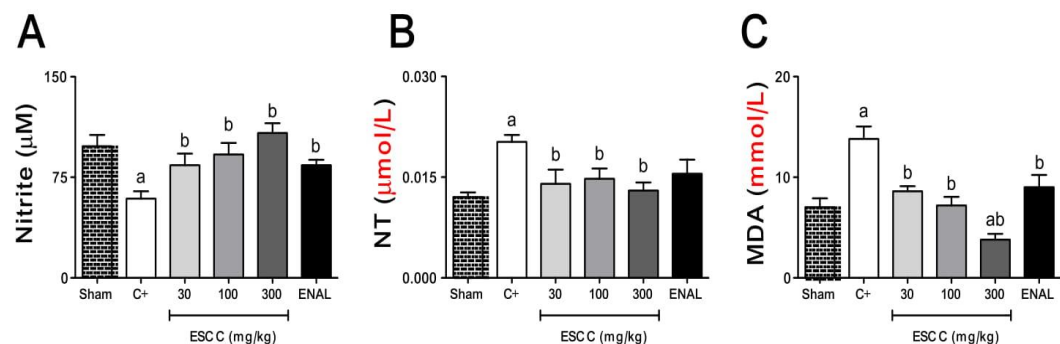 A
Nitrite (μM)
150
75
0
a
b
b
b
b
Sham
C+
30
100
300
ENAL
ESCC (mg/kg)
B
NT (μmol/L)
0.030
0.015
0.000
a
b
b
b
Sham
C+
30
100
300
ENAL
ESCC (mg/kg)
C
MDA (mmol/L)
20
10
0
a
b
b
ab
b
Sham
C+
30
100
300
ENAL
ESCC (mg/kg)